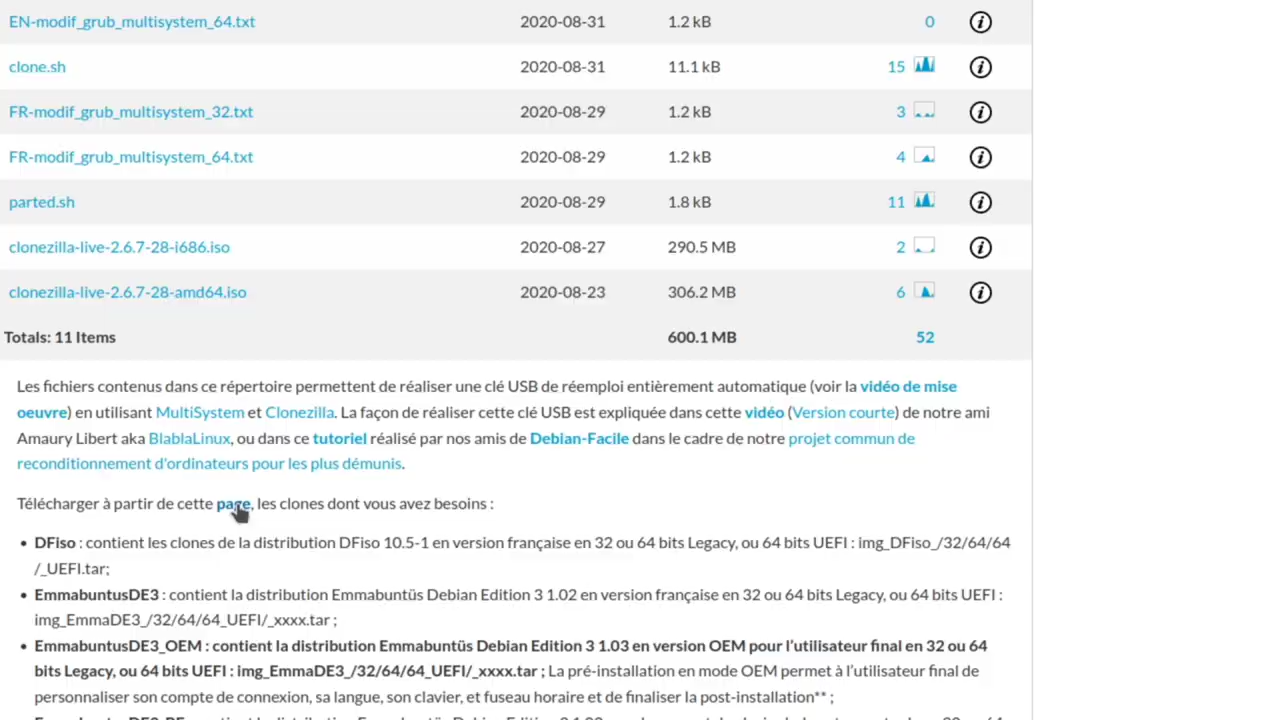 EN-modif_grub_multisystem_64.txt 2020-08-31 1.2 kB 0
clone.sh 2020-08-31 11.1 kB 15
FR-modif_grub_multisystem_32.txt 2020-08-29 1.2 kB 3
FR-modif_grub_multisystem_64.txt 2020-08-29 1.2 kB 4
parted.sh 2020-08-29 1.8 kB 11
clonezilla-live-2.6.7-28-i686.iso 2020-08-27 290.5 MB 2
clonezilla-live-2.6.7-28-amd64.iso 2020-08-23 306.2 MB 6
Totals: 11 Items 600.1 MB 52
Les fichiers contenus dans ce répertoire permettent de réaliser une clé USB de réemploi entièrement automatique (voir la vidéo de mise
oeuvre) en utilisant MultiSystem et Clonezilla. La façon de réaliser cette clé USB est expliquée dans cette vidéo (Version courte) de notre ami
Amaury Libert aka BlablaLinux, ou dans ce tutoriel réalisé par nos amis de Debian-Facile dans le cadre de notre projet commun de
reconditionnement d'ordinateurs pour les plus démunis.
Télécharger à partir de cette page, les clones dont vous avez besoins :
• DFiso : contient les clones de la distribution DFiso 10.5-1 en version française en 32 ou 64 bits Legacy, ou 64 bits UEFI : img_DFiso_/32/64/64
/_UEFI.tar;
• EmmabuntusDE3 : contient la distribution Emmabuntüs Debian Edition 3 1.02 en version française en 32 ou 64 bits Legacy, ou 64 bits UEFI :
img_EmmaDE3_/32/64/64_UEFI/_xxxx.tar ;
• EmmabuntusDE3_OEM : contient la distribution Emmabuntüs Debian Edition 3 1.03 en version OEM pour l’utilisateur final en 32 ou 64
bits Legacy, ou 64 bits UEFI : img_EmmaDE3_/32/64/64_UEFI/_xxxx.tar ; La pré-installation en mode OEM permet à l’utilisateur final de
personnaliser son compte de connexion, sa langue, son clavier, et fuseau horaire et de finaliser la post-installation** ;